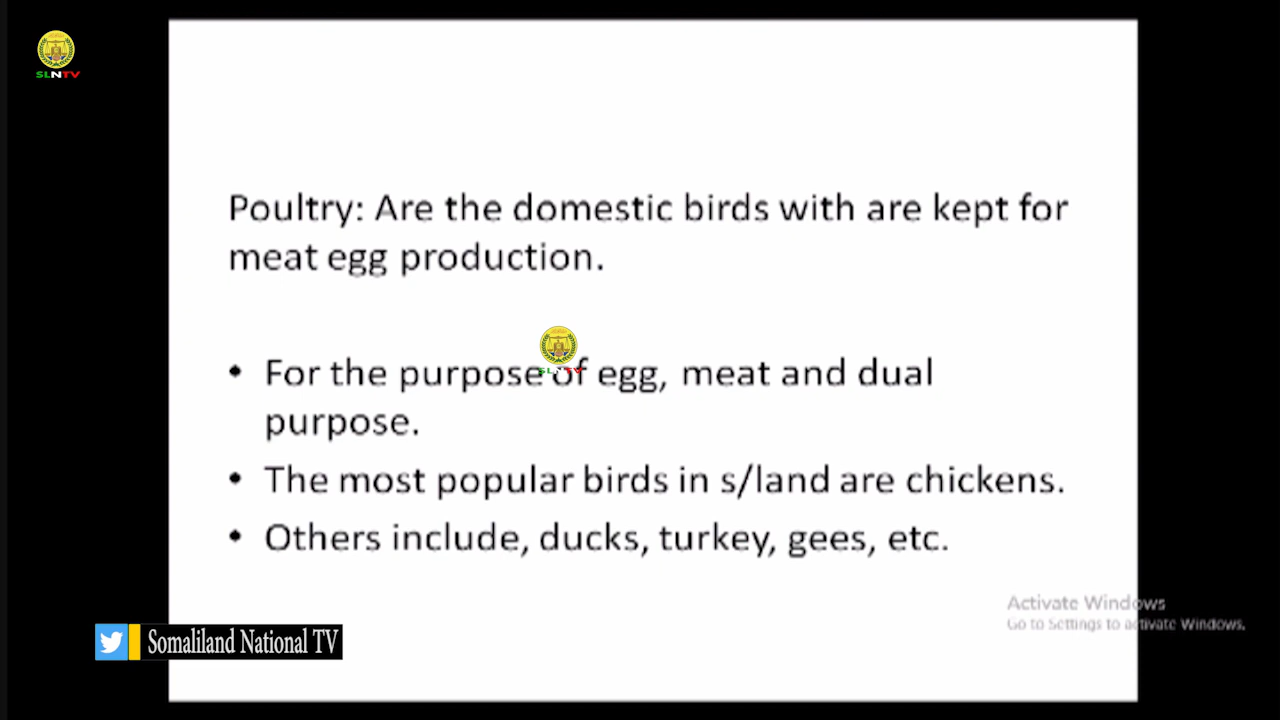 SLNTV
Poultry: Are the domestic birds with are kept for
meat egg production.
SLNTV
• For the purpose of egg, meat and dual
purpose.
• The most popular birds in s/land are chickens.
• Others include, ducks, turkey, gees, etc.
Activate Windows
Go to Settings to activate Windows.
Somaliland National TV